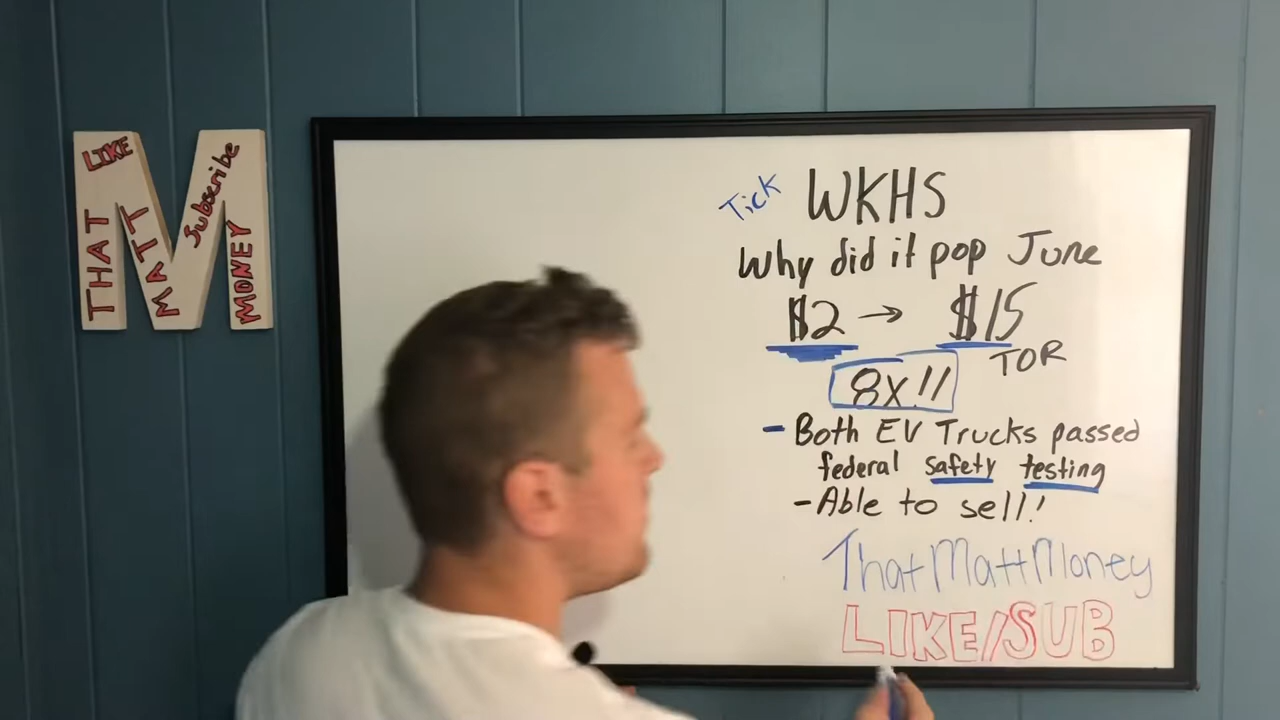 LIKE
Subscribe
THAT
MATT
MONEY
Tick WKHS
Why did it pop June
$2 → $15
TOR
8X!!
- Both EV Trucks passed
federal safety testing
- Able to sell!
ThatMattMoney
LIKE/SUB